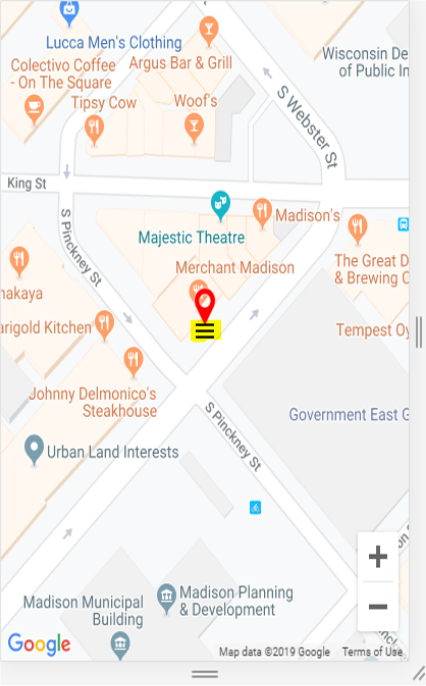 Lucca Men's Clothing
Colectivo Coffee
- On The Square
Argus Bar & Grill
Wisconsin De
of Public In
Tipsy Cow
Woof's
S Webster St
King St
S Pinckney St
Majestic Theatre
Madison's
Merchant Madison
The Great D
& Brewing C
nakaya
arigold Kitchen
Tempest Oy
Johnny Delmonico's
Steakhouse
S Pinckney St
Government East G
Urban Land Interests
Madison Municipal
Building
Madison Planning
& Development
Google
Map data ©2019 Google
Terms of Use